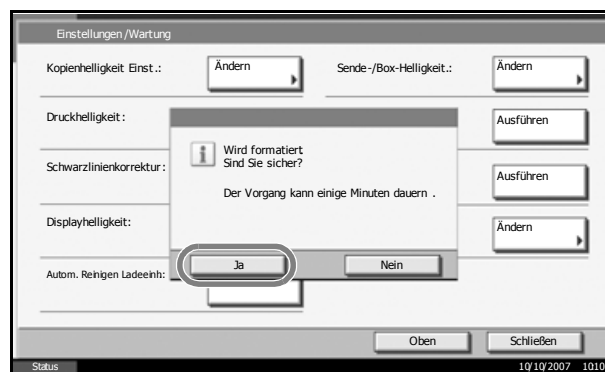 Einstellungen/Wartung
Kopienhelligkeit Einst.: Ändern Sende-/Box-Helligkeit.: Ändern
Druckhelligkeit: Ausführen
Wird formatiert
Sind Sie sicher?
Schwarzlinienkorrektur: Ausführen
Der Vorgang kann einige Minuten dauern .
Displayhelligkeit: Ändern
Ja Nein
Autom. Reinigen Ladeeinh:
Oben Schließen
Status 10/10/2007 1010